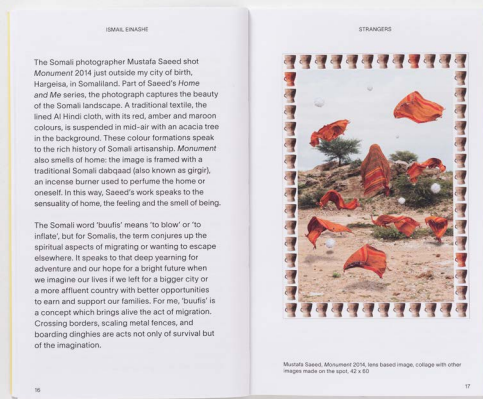 ISMAIL EINASHE
The Somali photographer Mustafa Saeed shot
Monument 2014 just outside my city of birth,
Hargeisa, in Somaliland. Part of Saeed's Home
and Me series, the photograph captures the beauty
of the Somali landscape. A traditional textile, the
lined Al Hindi cloth, with its red, amber and maroon
colours, is suspended in mid-air with an acacia tree
in the background. These colour formations speak
to the rich history of Somali artisanship. Monument
also smells of home: the image is framed with a
traditional Somali dabqaad (also known as girgir),
an incense burner used to perfume the home or
oneself. In this way, Saeed's work speaks to the
sensuality of home, the feeling and the smell of being.
The Somali word 'buufis' means 'to blow' or 'to
inflate', but for Somalis, the term conjures up the
spiritual aspects of migrating or wanting to escape
elsewhere. It speaks to that deep yearning for
adventure and our hope for a bright future when
we imagine our lives if we left for a bigger city or
a more affluent country with better opportunities
to earn and support our families. For me, 'buufis' is
a concept which brings alive the act of migration.
Crossing borders, scaling metal fences, and
boarding dinghies are acts not only of survival but
of the imagination.
16
STRANGERS
Mustafa Saeed, Monument 2014, lens based image, collage with other
images made on the spot, 42 x 60
17